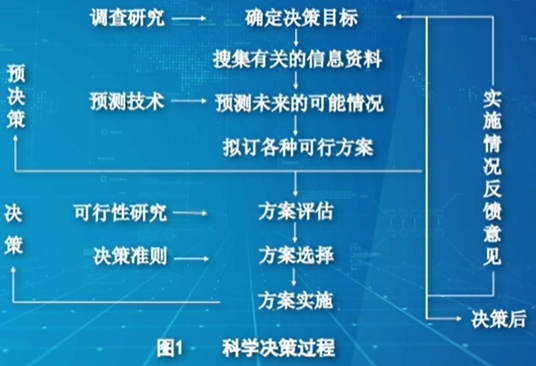 调查研究
确定决策目标
搜集有关的信息资料
预测技术
预测未来的可能情况
拟订各种可行方案
预决策
可行性研究
方案评估
决策准则
方案选择
方案实施
决策
实施情况反馈意见
决策后
图1 科学决策过程